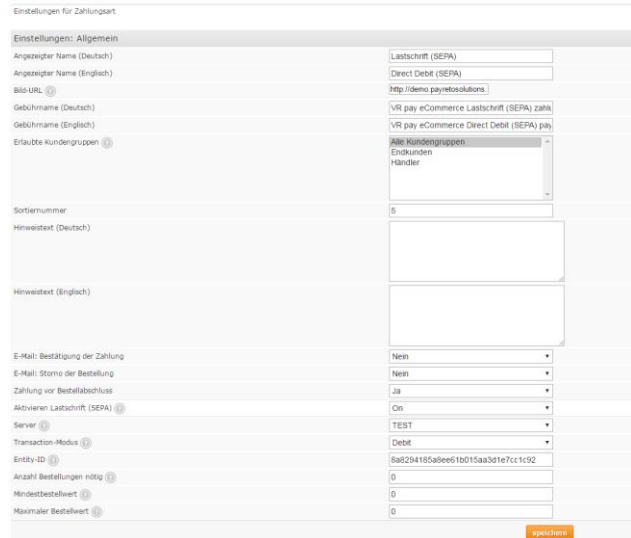 Einstellungen für Zahlungsart
Einstellungen: Allgemein
Angezeigter Name (Deutsch) Lastschrift (SEPA)
Angezeigter Name (Englisch) Direct Debit (SEPA)
Bild-URL http://demo.payretosolutions.
Gebührname (Deutsch) VR pay eCommerce Lastschrift (SEPA) zahlu
Gebührname (Englisch) VR pay eCommerce Direct Debit (SEPA) pay
Erlaubte Kundengruppen Alle Kundengruppen
Endkunden
Händler
Sortiernummer 5
Hinweistext (Deutsch)
Hinweistext (Englisch)
E-Mail: Bestätigung der Zahlung Nein
E-Mail: Storno der Bestellung Nein
Zahlung vor Bestellabschluss Ja
Aktivieren Lastschrift (SEPA) On
Server TEST
Transaction-Modus Debit
Entity-ID 8a8294185a8ee61b015aa3d1e7cc1c92
Anzahl Bestellungen nötig 0
Mindestbestellwert 0
Maximaler Bestellwert 0
speichern